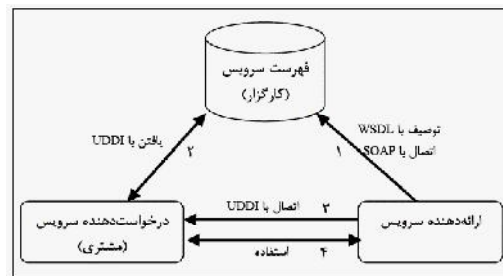 فهرست سرویس
(کارگزار)
توصیف با WSDL
اتصال با SOAP
۱
یافتن با UDDI
۲
درخواست‌دهنده سرویس
(مشتری)
ارائه‌دهنده سرویس
اتصال با UDDI
۳
استفاده
۴